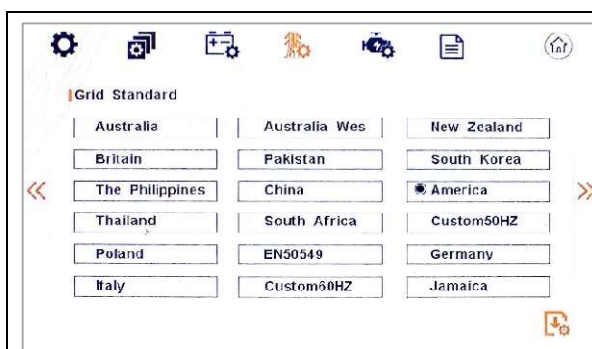 Grid Standard
Australia Australia Wes New Zealand
Britain Pakistan South Korea
The Philippines China America
Thailand South Africa Custom50HZ
Poland EN50549 Germany
Italy Custom60HZ Jamaica